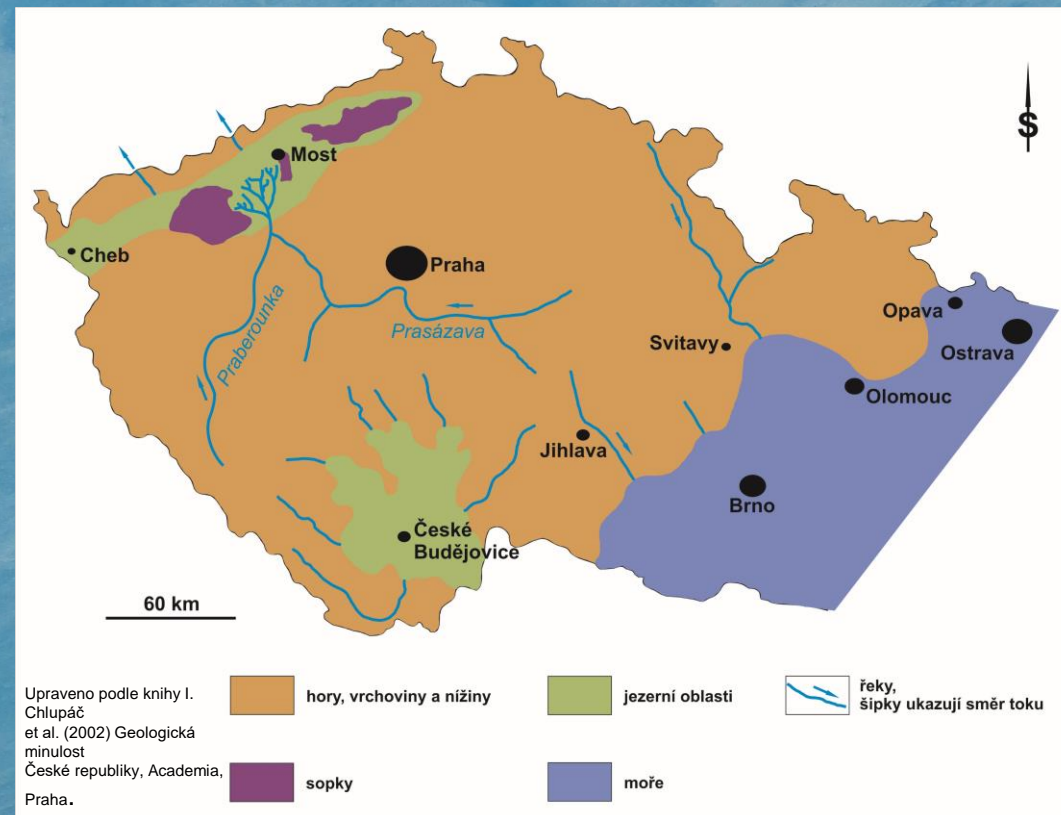 $
Most
Cheb
Praha
Praberounka
Prasázava
Opava
Ostrava
Svitavy
Olomouc
Jihlava
Brno
České
Budějovice
60 km
Upraveno podle knihy I.
Chlupáč
et al. (2002) Geologická
minulost
České republiky, Academia,
Praha.
hory, vrchoviny a nížiny
jezerní oblasti
řeky,
šipky ukazují směr toku
sopky
moře